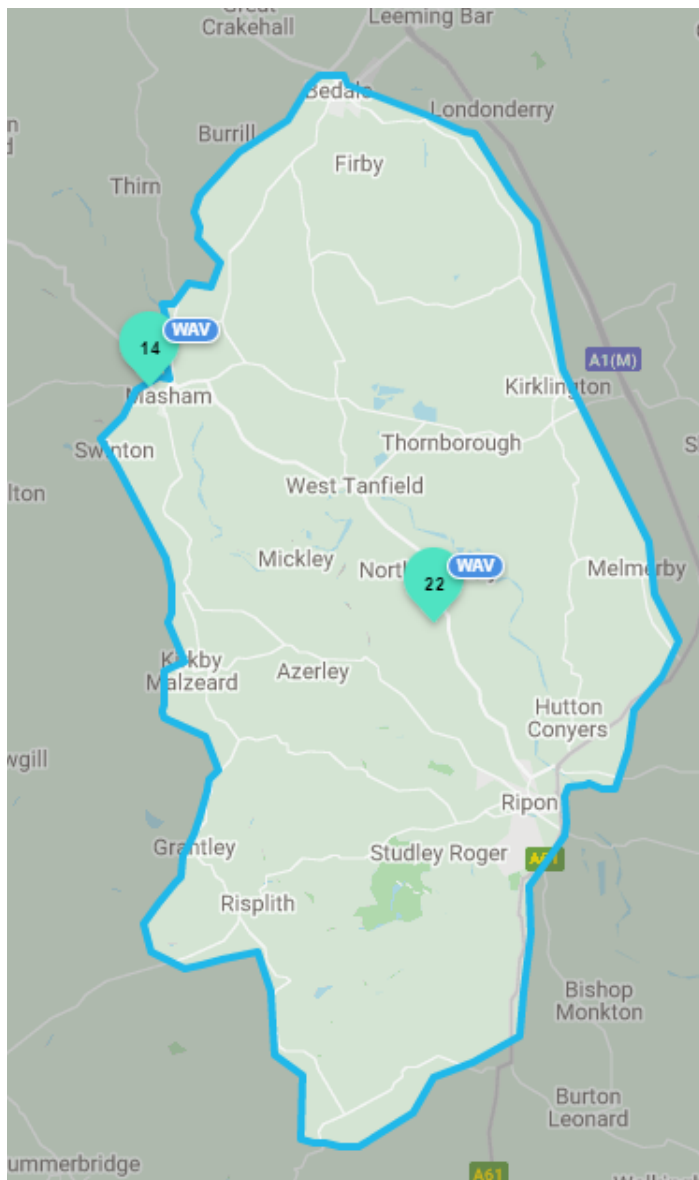 Crakehall
Leeming Bar
Bedale
Londonderry
Burrill
Firby
Thirn
WAV
14
A1(M)
Masham
Kirklington
Swinton
Thornborough
West Tanfield
Mickley
WAV
22
Melmerby
Kirkby
Malzeard
Azerley
Hutton
Conyers
Ripon
Grantley
Studley Roger
A61
Risplith
Bishop
Monkton
Burton
Leonard
ummerbridge
A61